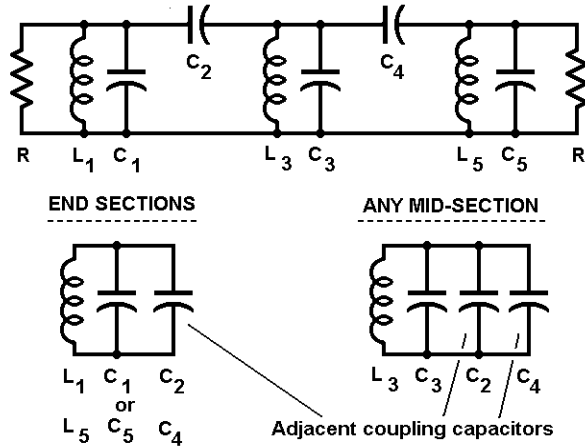 C2 C4
R L1 C1 L3 C3 L5 C5 R
END SECTIONS ANY MID-SECTION
L1 C1 C2
or
L5 C5 C4
L3 C3 C2 C4
Adjacent coupling capacitors